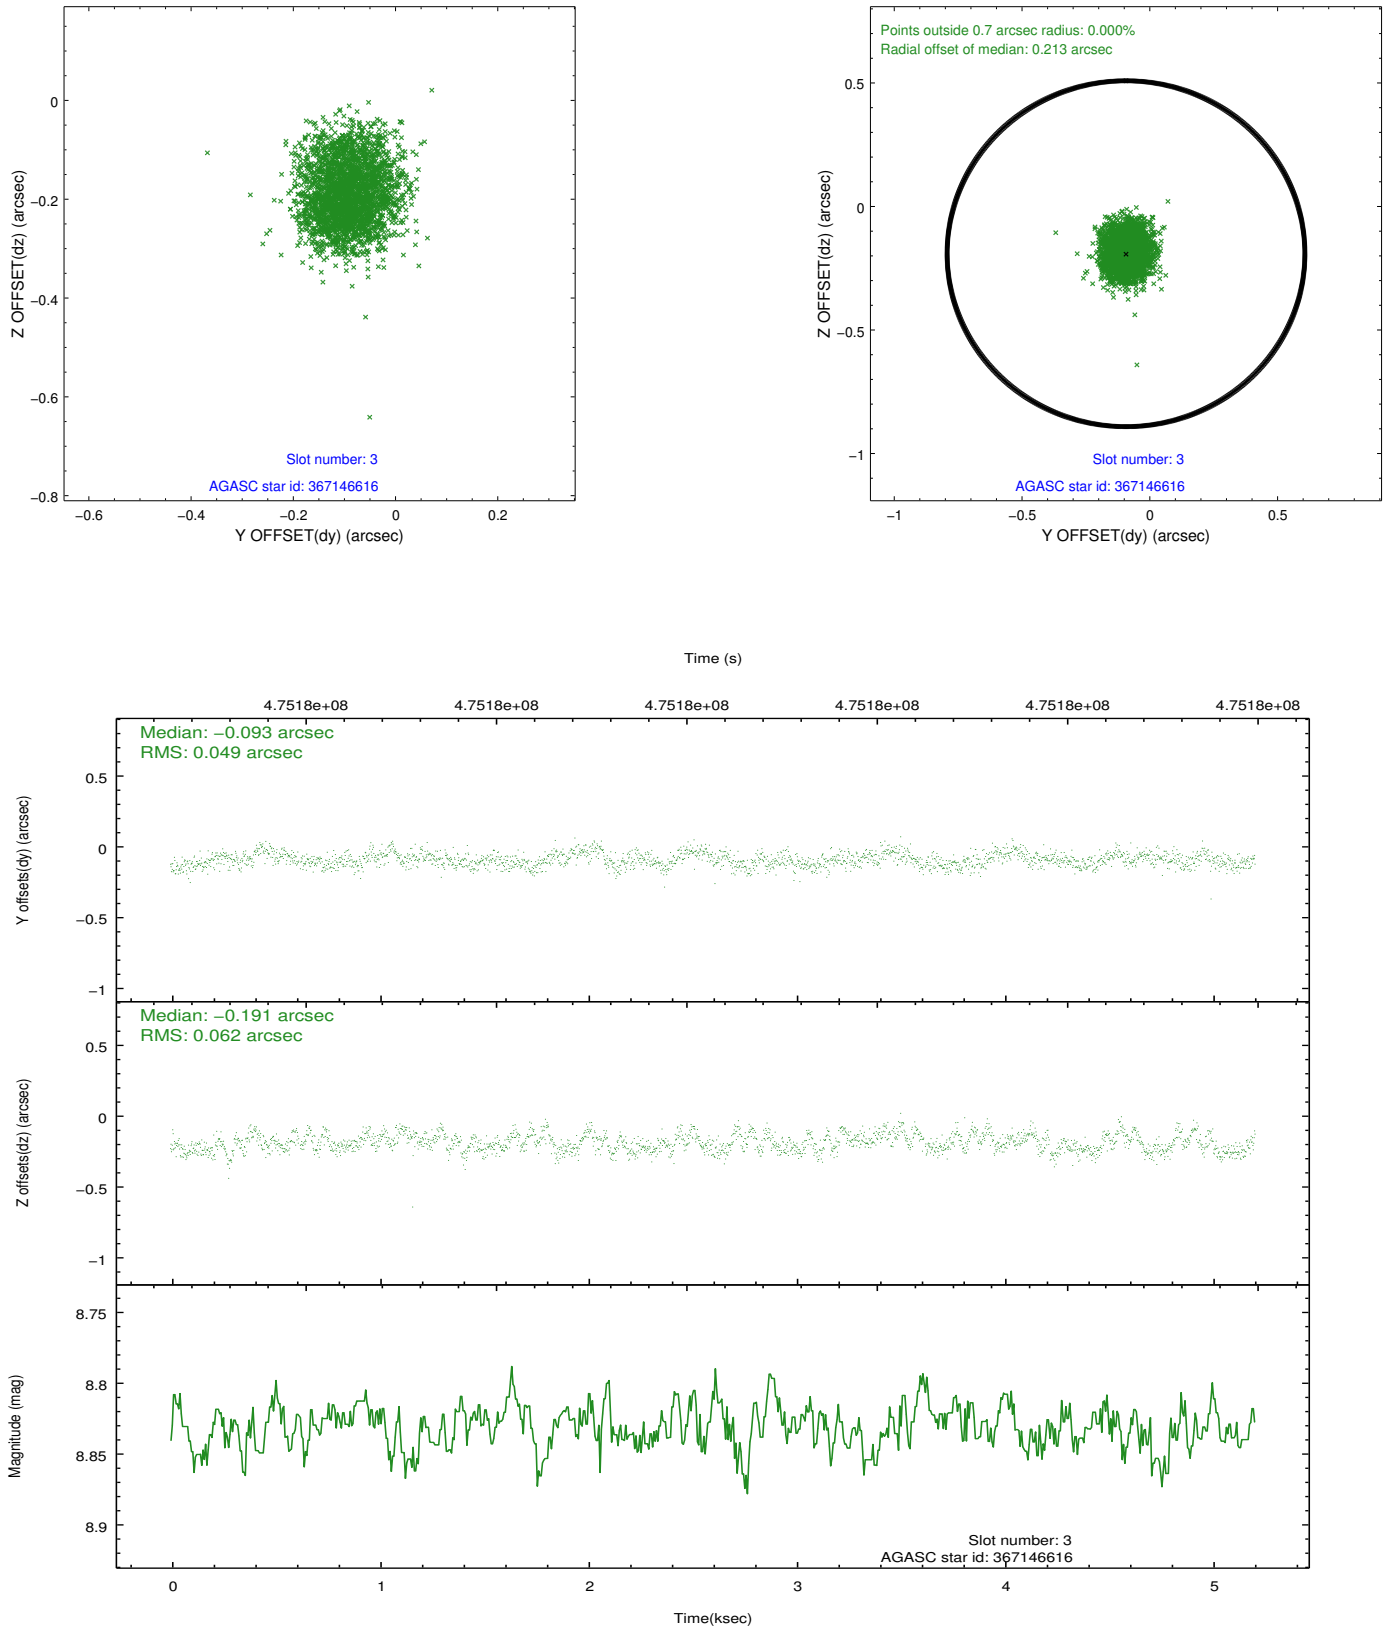 0
−0.2
−0.4
−0.6
−0.8
Z OFFSET(dz) (arcsec)
Slot number: 3
AGASC star id: 367146616
−0.6 −0.4 −0.2 0 0.2
Y OFFSET(dy) (arcsec)
Points outside 0.7 arcsec radius: 0.000%
Radial offset of median: 0.213 arcsec
0.5
0
−0.5
−1
Z OFFSET(dz) (arcsec)
Slot number: 3
AGASC star id: 367146616
−1 −0.5 0 0.5
Y OFFSET(dy) (arcsec)
Time (s)
4.7518e+08 4.7518e+08 4.7518e+08 4.7518e+08 4.7518e+08 4.7518e+08
Median: −0.093 arcsec
RMS: 0.049 arcsec
0.5
0
−0.5
−1
Y offsets(dy) (arcsec)
Median: −0.191 arcsec
RMS: 0.062 arcsec
0.5
0
−0.5
−1
Z offsets(dz) (arcsec)
8.75
8.8
8.85
8.9
Magnitude (mag)
Slot number: 3
AGASC star id: 367146616
0 1 2 3 4 5
Time(ksec)